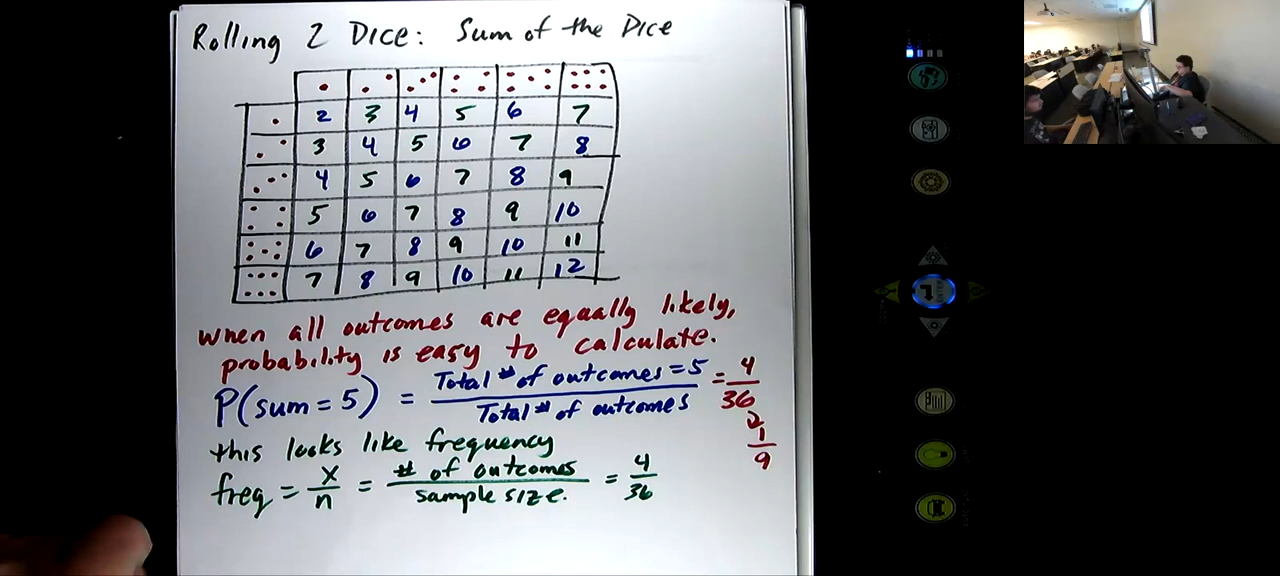 Rolling 2 Dice: Sum of the Dice
2 3 4 5 6 7
3 4 5 6 7 8
4 5 6 7 8 9
5 6 7 8 9 10
6 7 8 9 10 11
7 8 9 10 11 12
When all outcomes are equally likely,
probability is easy to calculate.
P(sum = 5) = Total # of outcomes = 5 / Total # of outcomes = 4/36
1/9
this looks like frequency
freq = x/n = # of outcomes / sample size. = 4/36